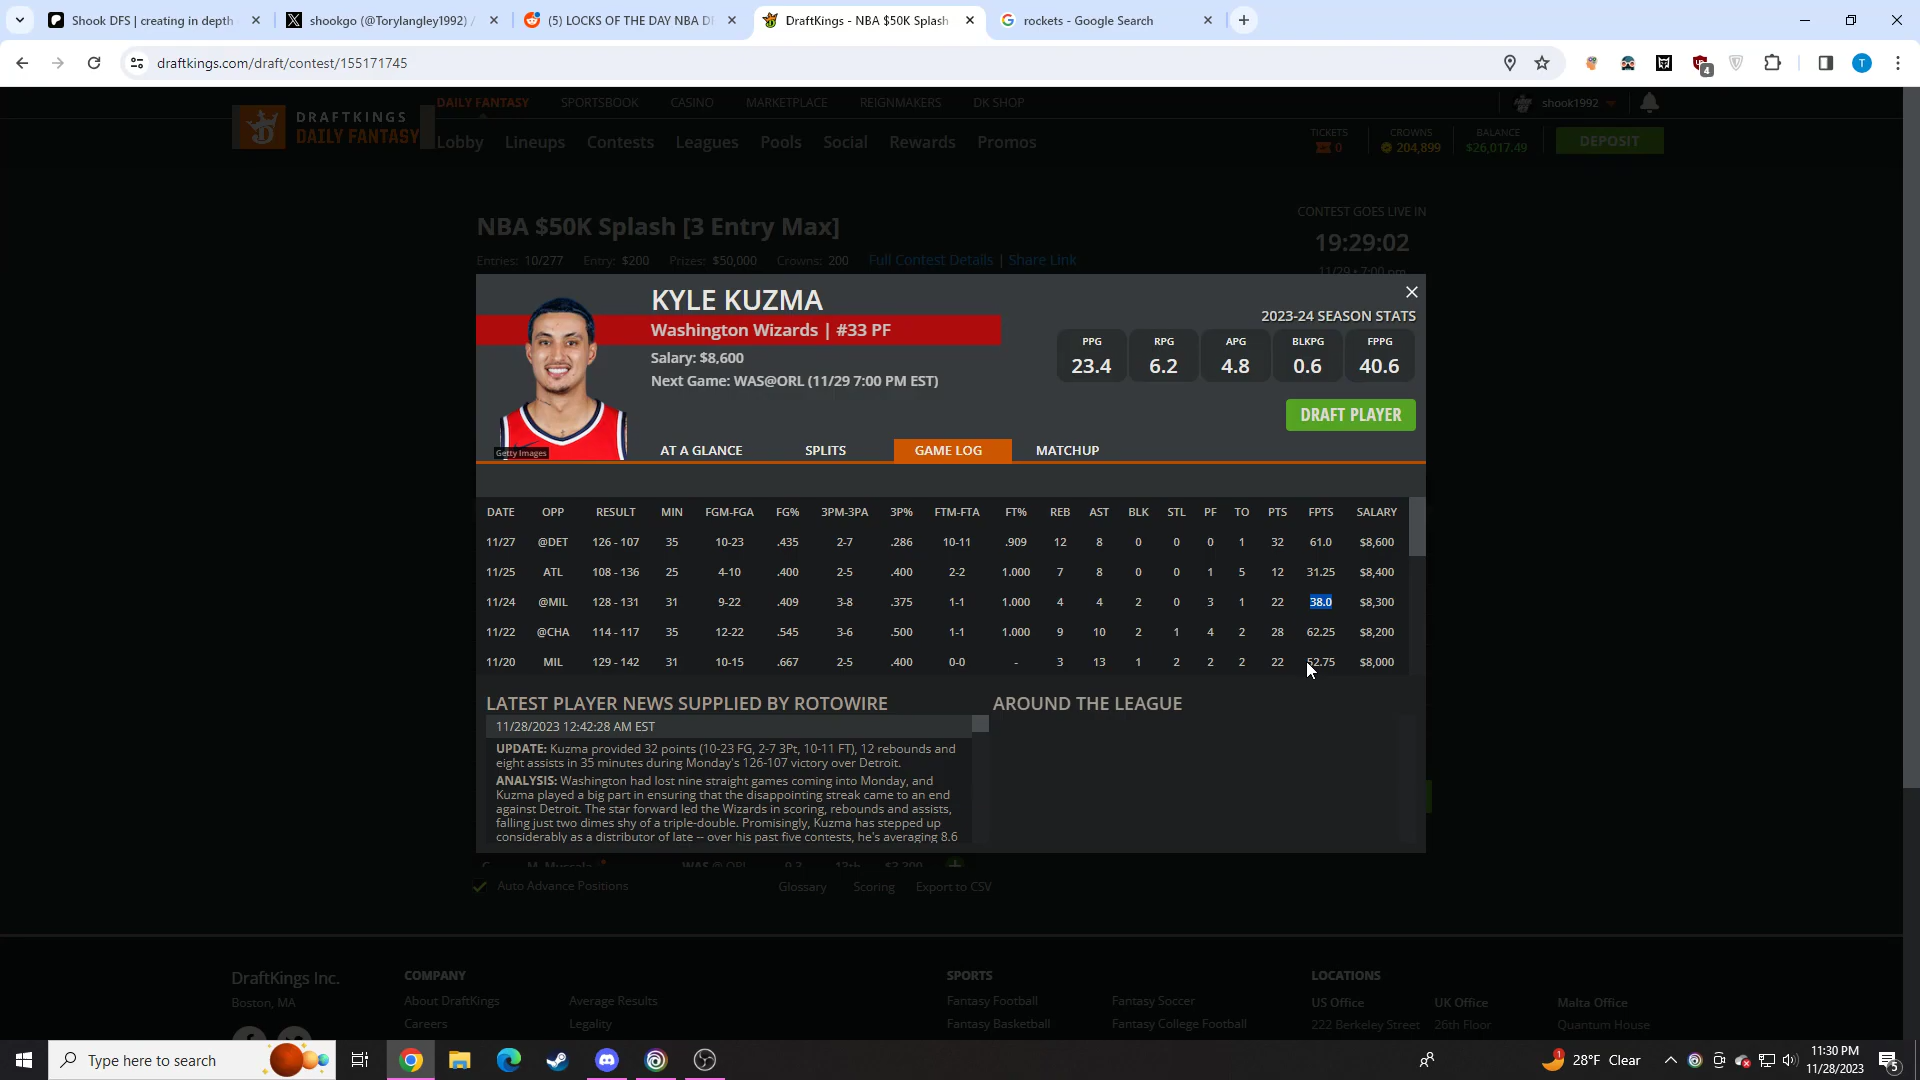 Shook DFS | creating in depth
shookgo (@Torylangley1992) /
(5) LOCKS OF THE DAY NBA D
DraftKings - NBA $50K Splash
rockets - Google Search
draftkings.com/draft/contest/155171745
4
T
DAILY FANTASY SPORTSBOOK CASINO MARKETPLACE REIGNMAKERS DK SHOP
shook1992
DRAFTKINGS
DAILY FANTASY
Lobby Lineups Contests Leagues Pools Social Rewards Promos
TICKETS CROWNS BALANCE
0 204,899 $26,017.49
DEPOSIT
NBA $50K Splash [3 Entry Max]
CONTEST GOES LIVE IN
19:29:02
11/29 • 7:00 pm
Entries: 10/277 Entry: $200 Prizes: $50,000 Crowns: 200 Full Contest Details | Share Link
KYLE KUZMA
Washington Wizards | #33 PF
Salary: $8,600
Next Game: WAS@ORL (11/29 7:00 PM EST)
Getty Images
2023-24 SEASON STATS
PPG RPG APG BLKPG FPPG
23.4 6.2 4.8 0.6 40.6
DRAFT PLAYER
AT A GLANCE SPLITS GAME LOG MATCHUP
DATE OPP RESULT MIN FGM-FGA FG% 3PM-3PA 3P% FTM-FTA FT% REB AST BLK STL PF TO PTS FPTS SALARY
11/27 @DET 126 - 107 35 10-23 .435 2-7 .286 10-11 .909 12 8 0 0 0 1 32 61.0 $8,600
11/25 ATL 108 - 136 25 4-10 .400 2-5 .400 2-2 1.000 7 8 0 0 1 5 12 31.25 $8,400
11/24 @MIL 128 - 131 31 9-22 .409 3-8 .375 1-1 1.000 4 4 2 0 3 1 22 38.0 $8,300
11/22 @CHA 114 - 117 35 12-22 .545 3-6 .500 1-1 1.000 9 10 2 1 4 2 28 62.25 $8,200
11/20 MIL 129 - 142 31 10-15 .667 2-5 .400 0-0 - 3 13 1 2 2 2 22 52.75 $8,000
LATEST PLAYER NEWS SUPPLIED BY ROTOWIRE
AROUND THE LEAGUE
11/28/2023 12:42:28 AM EST
UPDATE: Kuzma provided 32 points (10-23 FG, 2-7 3Pt, 10-11 FT), 12 rebounds and
eight assists in 35 minutes during Monday's 126-107 victory over Detroit.
ANALYSIS: Washington had lost nine straight games coming into Monday, and
Kuzma played a big part in ensuring that the disappointing streak came to an end
against Detroit. The star forward led the Wizards in scoring, rebounds and assists,
falling just two dimes shy of a triple-double. Promisingly, Kuzma has stepped up
considerably as a distributor of late -- over his past five contests, he's averaging 8.6
C M. Muscala WAS @ ORL 9.3 13th $3,200
Auto Advance Positions Glossary Scoring Export to CSV
DraftKings Inc. COMPANY SPORTS LOCATIONS
Boston, MA About DraftKings Average Results Fantasy Football Fantasy Soccer US Office UK Office Malta Office
Careers Legality Fantasy Basketball Fantasy College Football 222 Berkeley Street 26th Floor Quantum House
Type here to search
1
28°F Clear
11:30 PM
11/28/2023
5